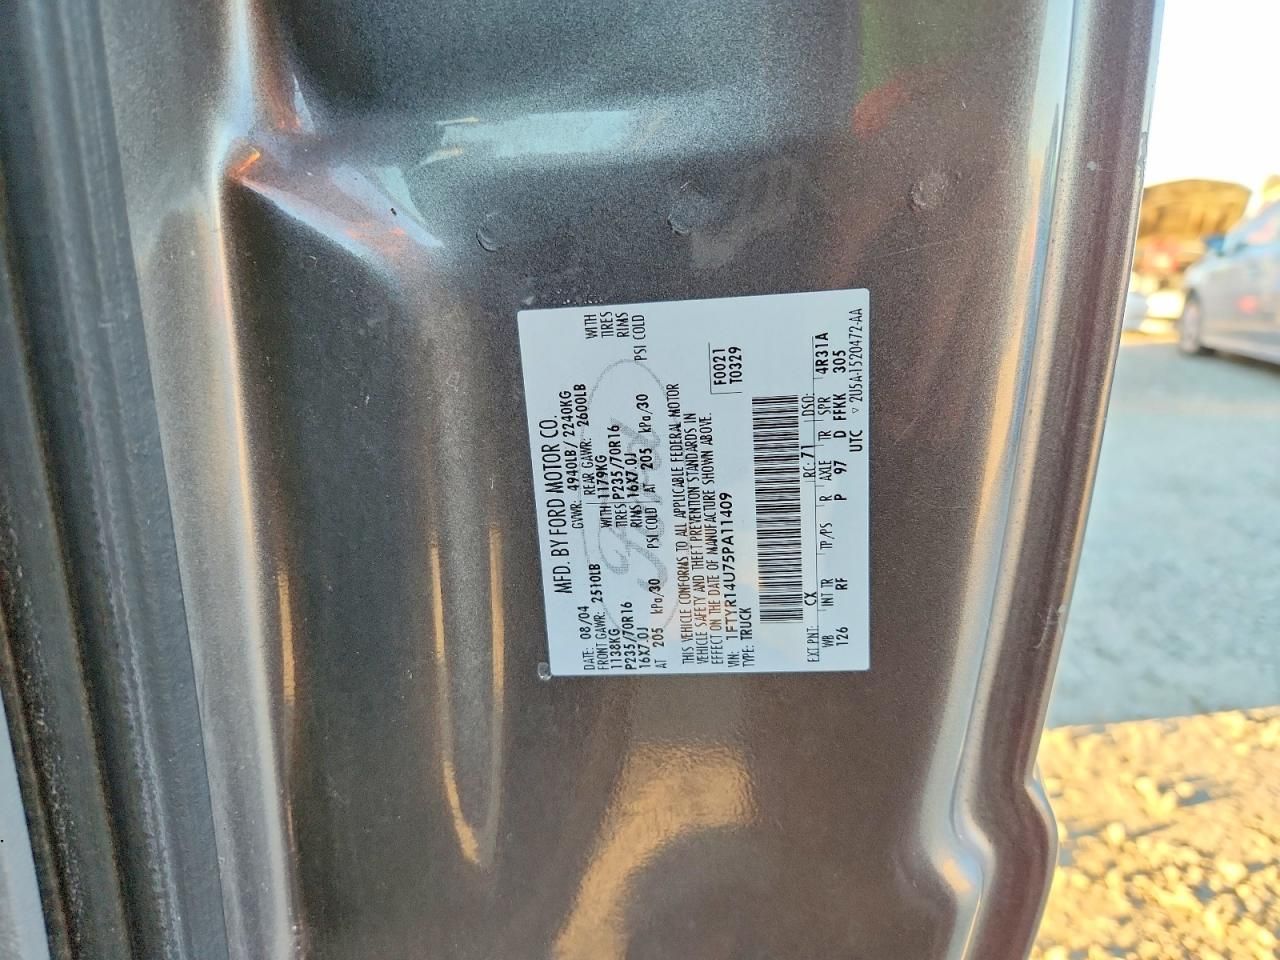 MFD. BY FORD MOTOR CO.
DATE: 08/04 GVWR: 4940LB/ 2240KG
FRONT GAWR: 2510LB REAR GAWR: 2600LB
1138KG WITH 1179KG WITH
P235/70R16 TIRES P235/70R16 TIRES
16X7.0J RIMS 16X7.0J RIMS
AT 205 kPa/30 PSI COLD AT 205 kPa/30 PSI COLD
THIS VEHICLE CONFORMS TO ALL APPLICABLE FEDERAL MOTOR
VEHICLE SAFETY AND THEFT PREVENTION STANDARDS IN
EFFECT ON THE DATE OF MANUFACTURE SHOWN ABOVE.
VIN: 1FTYR14U75PA11409
TYPE: TRUCK
F0021
T0329
EXT PNT: CX RC: 71 DSO:
WB INT TR TP/PS R AXLE TR SPR 4R31A
126 RF P 97 D FFKK 305
UTC ▿ 2U5A-1520472-AA
Ford